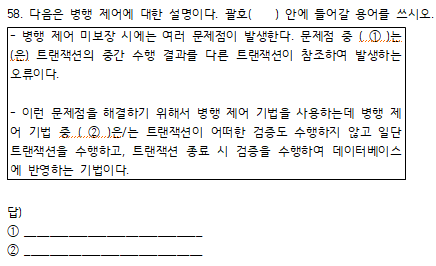 58. 다음은 병행 제어에 대한 설명이다. 괄호(     ) 안에 들어갈 용어를 쓰시오.
- 병행 제어 미보장 시에는 여러 문제점이 발생한다. 문제점 중 ( ① )는
(은) 트랜잭션의 중간 수행 결과를 다른 트랜잭션이 참조하여 발생하는
오류이다.
- 이런 문제점을 해결하기 위해서 병행 제어 기법을 사용하는데 병행 제
어 기법 중 ( ② )은/는 트랜잭션이 어떠한 검증도 수행하지 않고 일단
트랜잭션을 수행하고, 트랜잭션 종료 시 검증을 수행하여 데이터베이스
에 반영하는 기법이다.
답)
① ____________________________
② ____________________________